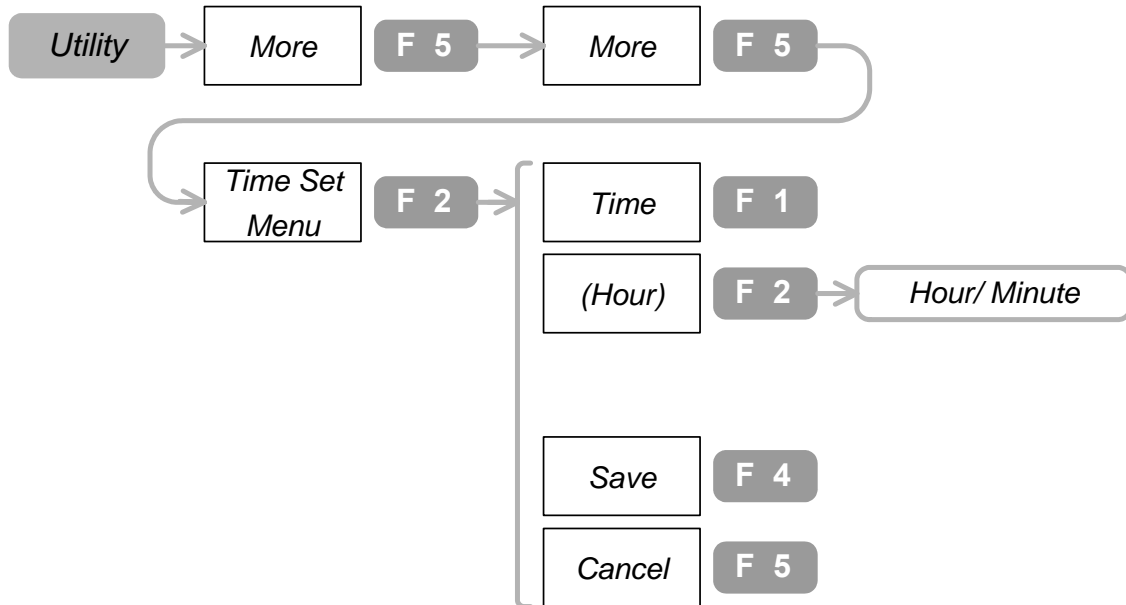 Utility
More
F 5
More
F 5
Time Set
Menu
F 2
Time
F 1
(Hour)
F 2
Hour/ Minute
Save
F 4
Cancel
F 5